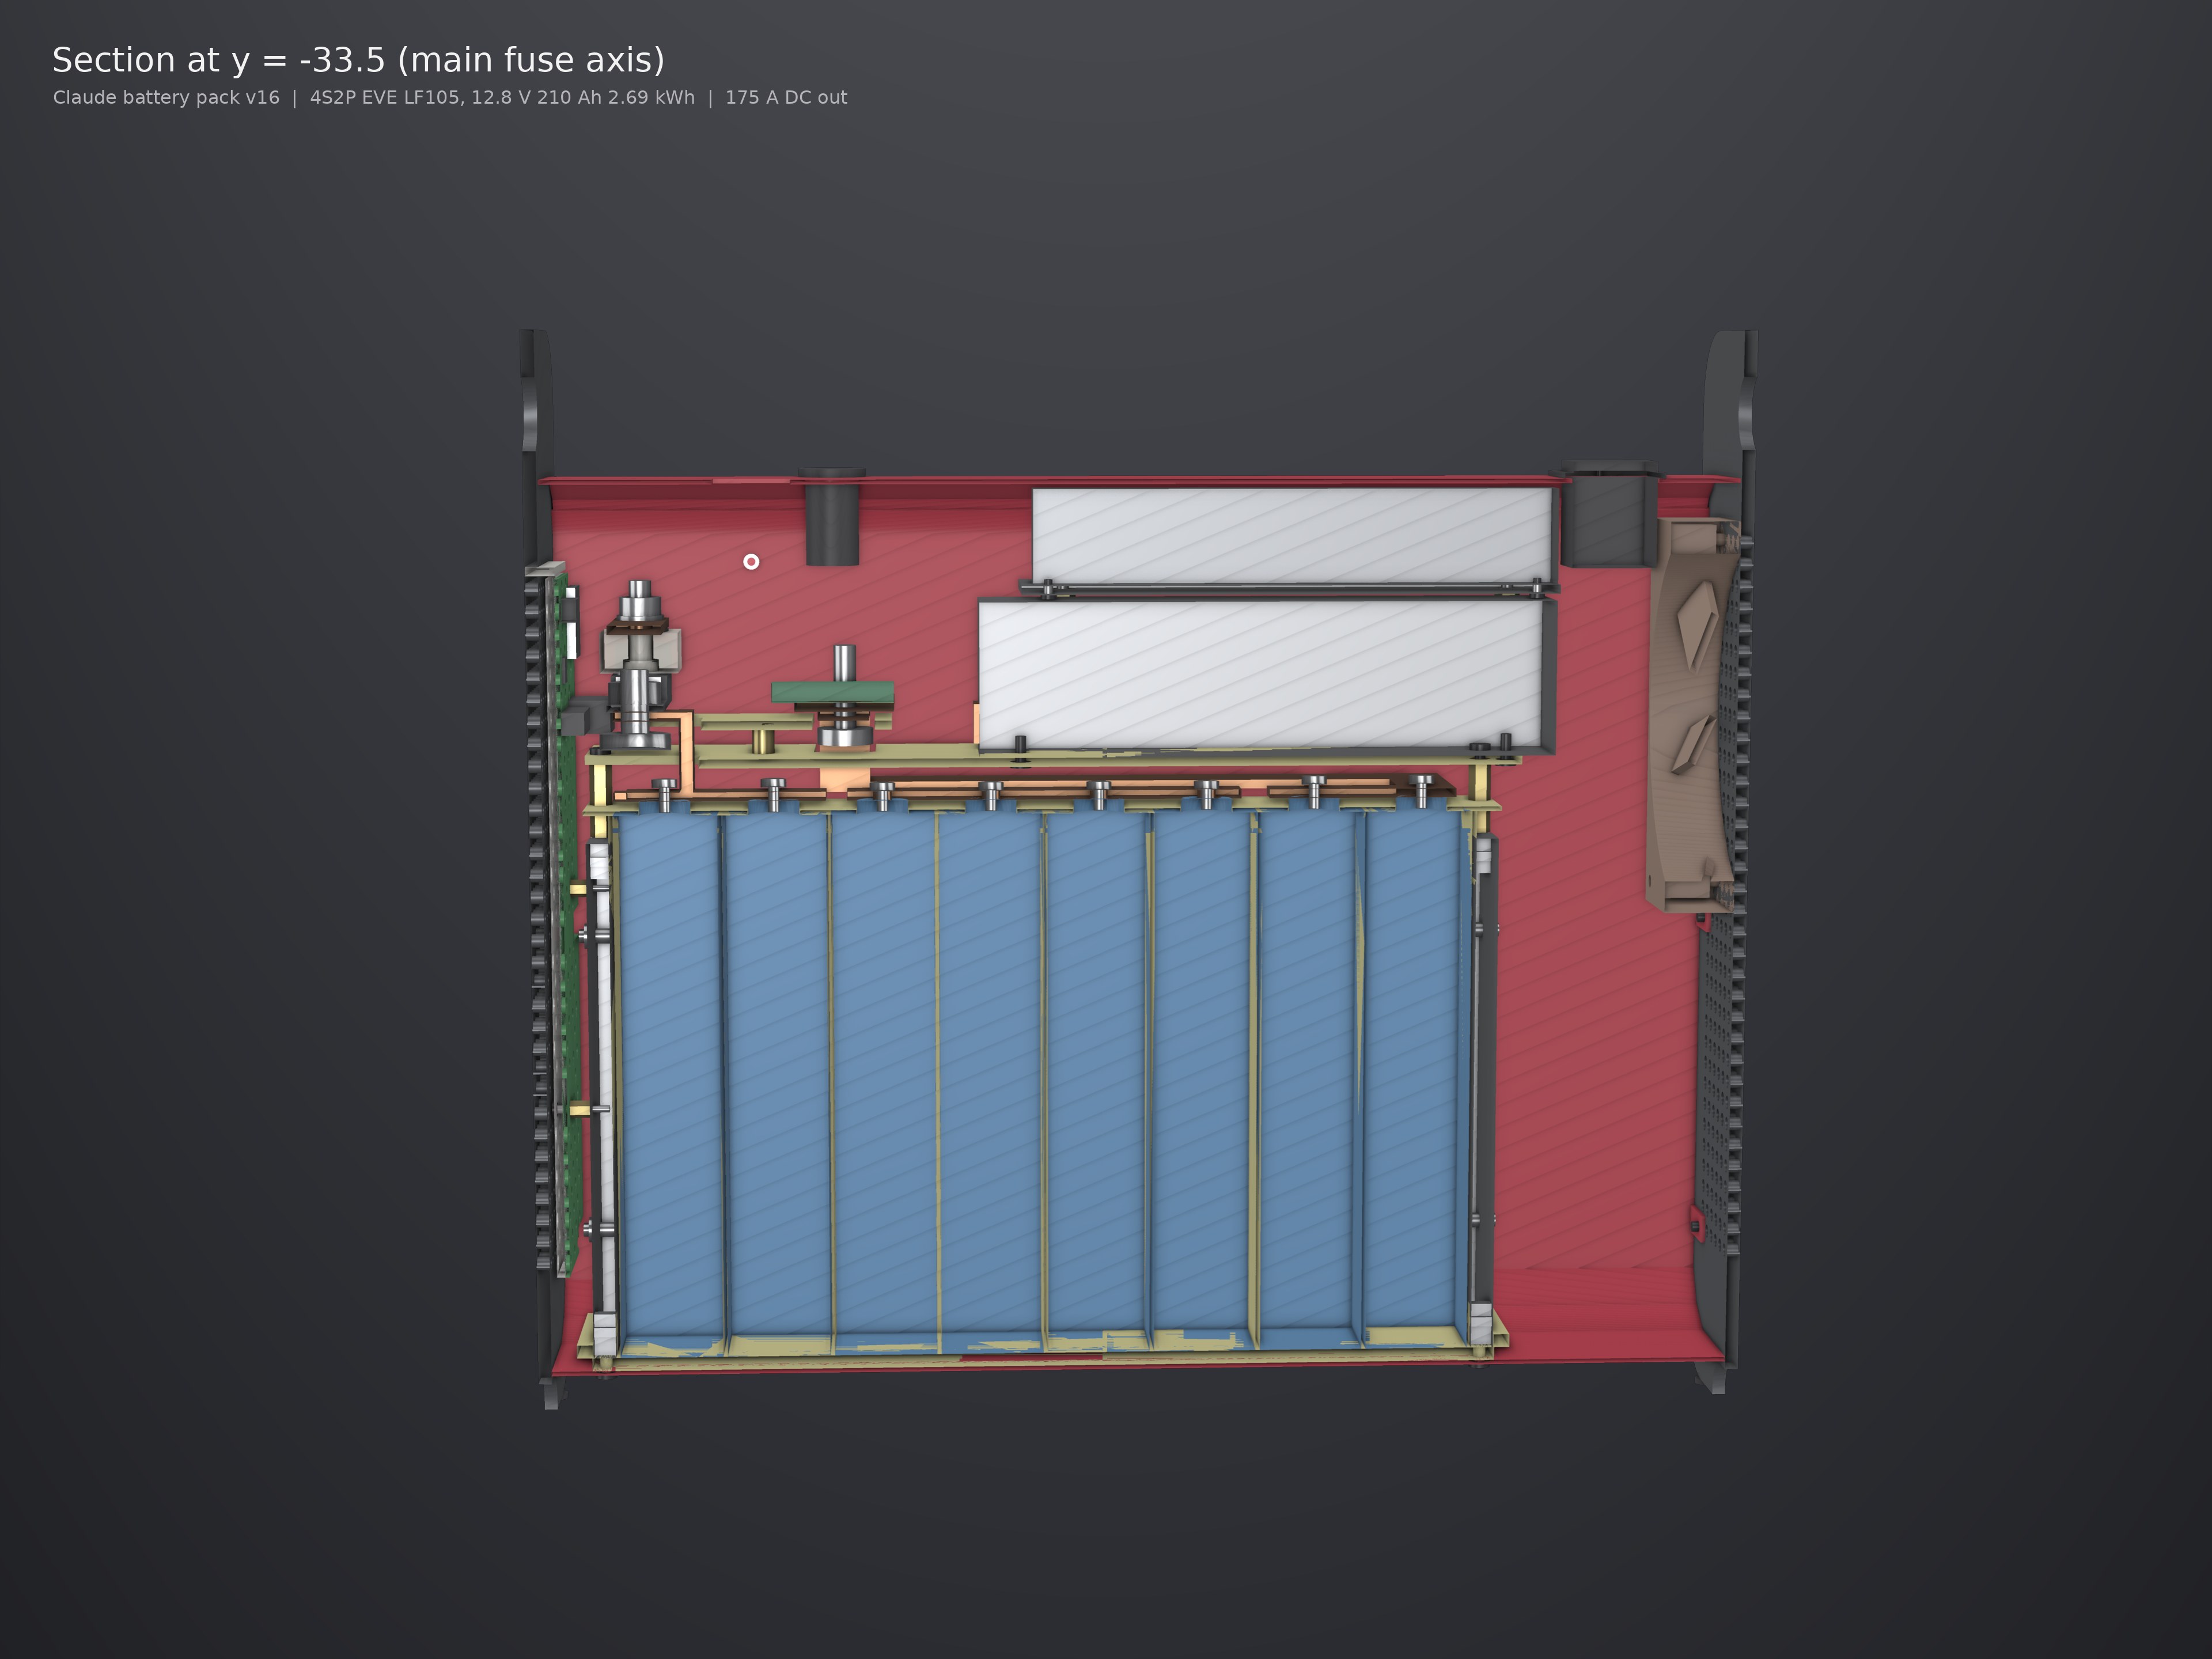 Section at y = -33.5 (main fuse axis)
Claude battery pack v16 | 4S2P EVE LF105, 12.8 V 210 Ah 2.69 kWh | 175 A DC out